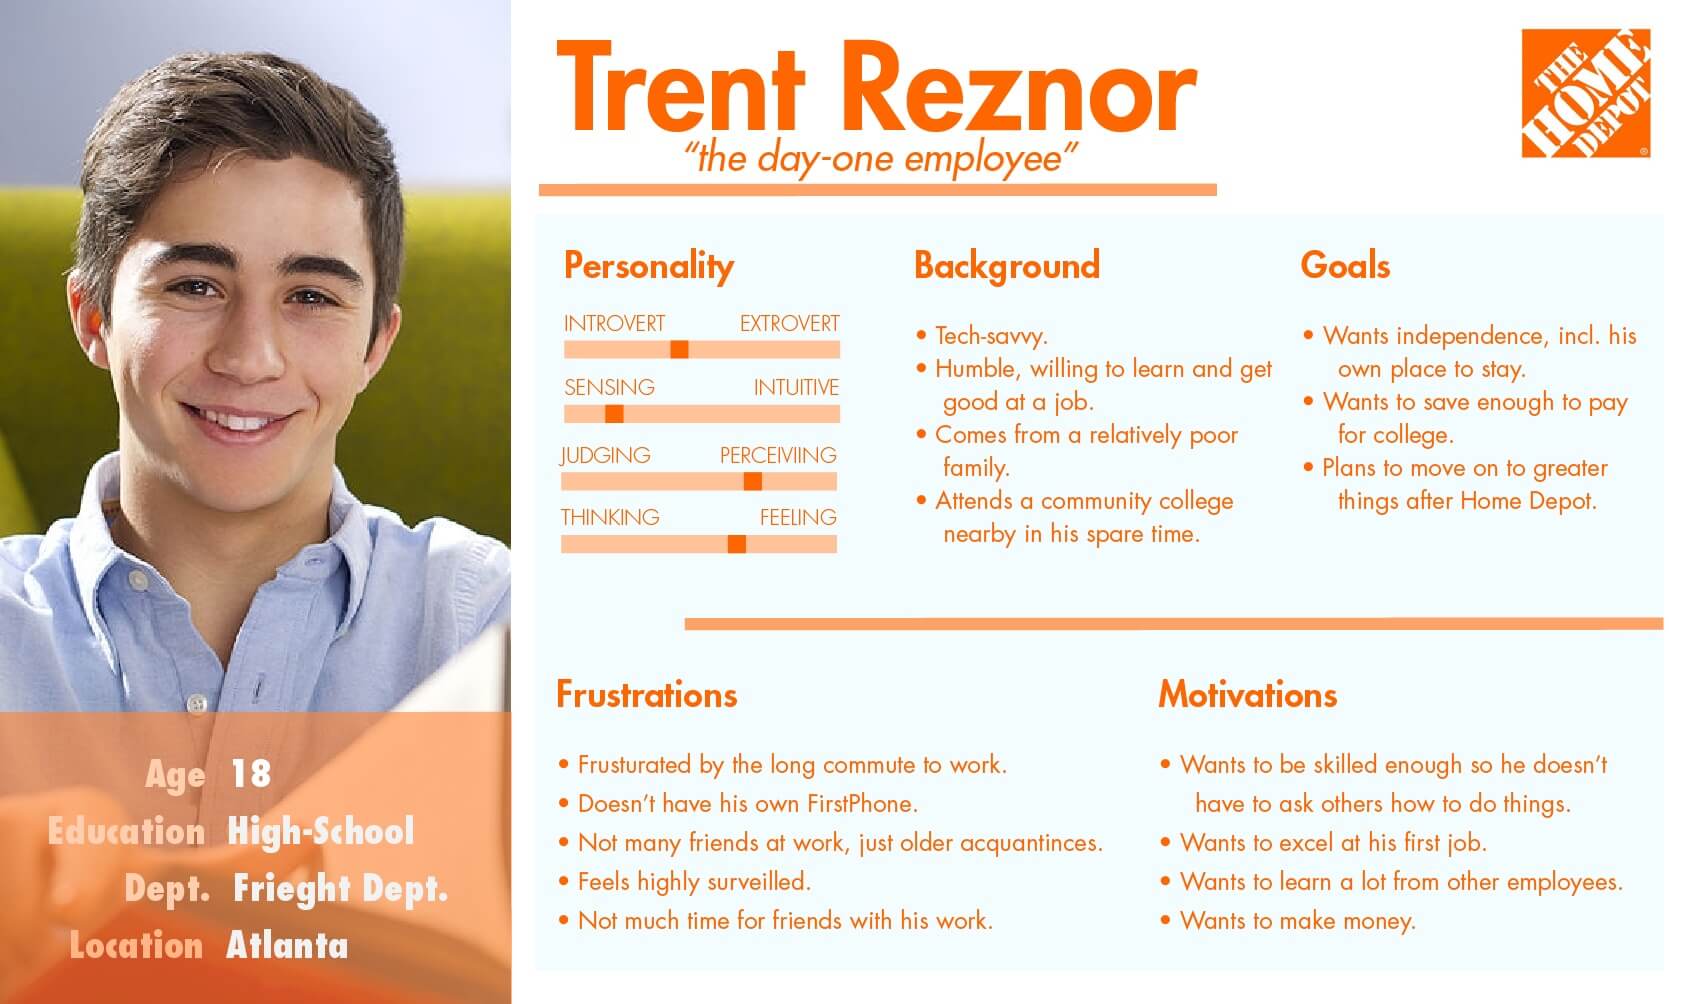 Trent Reznor
“the day-one employee”
THE
HOME
DEPOT
®
Personality
INTROVERT EXTROVERT
SENSING INTUITIVE
JUDGING PERCEIVIING
THINKING FEELING
Background
• Tech-savvy.
• Humble, willing to learn and get
good at a job.
• Comes from a relatively poor
family.
• Attends a community college
nearby in his spare time.
Goals
• Wants independence, incl. his
own place to stay.
• Wants to save enough to pay
for college.
• Plans to move on to greater
things after Home Depot.
Frustrations
• Frusturated by the long commute to work.
• Doesn’t have his own FirstPhone.
• Not many friends at work, just older acquantinces.
• Feels highly surveilled.
• Not much time for friends with his work.
Motivations
• Wants to be skilled enough so he doesn’t
have to ask others how to do things.
• Wants to excel at his first job.
• Wants to learn a lot from other employees.
• Wants to make money.
Age 18
Education High-School
Dept. Frieght Dept.
Location Atlanta